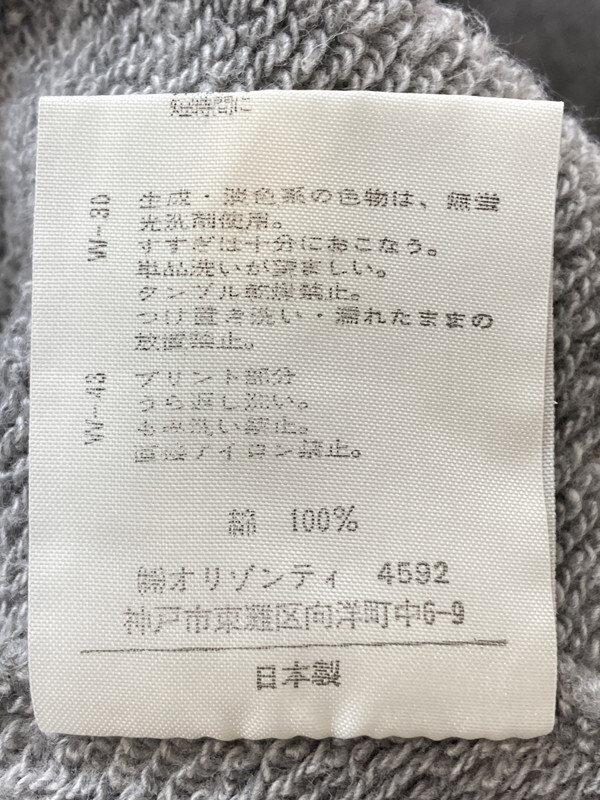 短時間に
W-30
生成・淡色系の色物は、無蛍
光洗剤使用。
すすぎは十分におこなう。
単品洗いが望ましい。
タンブル乾燥禁止。
つけ置き洗い・濡れたままの
放置禁止。
W-43
プリント部分
うら返し洗い。
もみ洗い禁止。
直接アイロン禁止。
綿 100%
㈱オリゾンティ 4592
神戸市東灘区向洋町中6-9
日本製